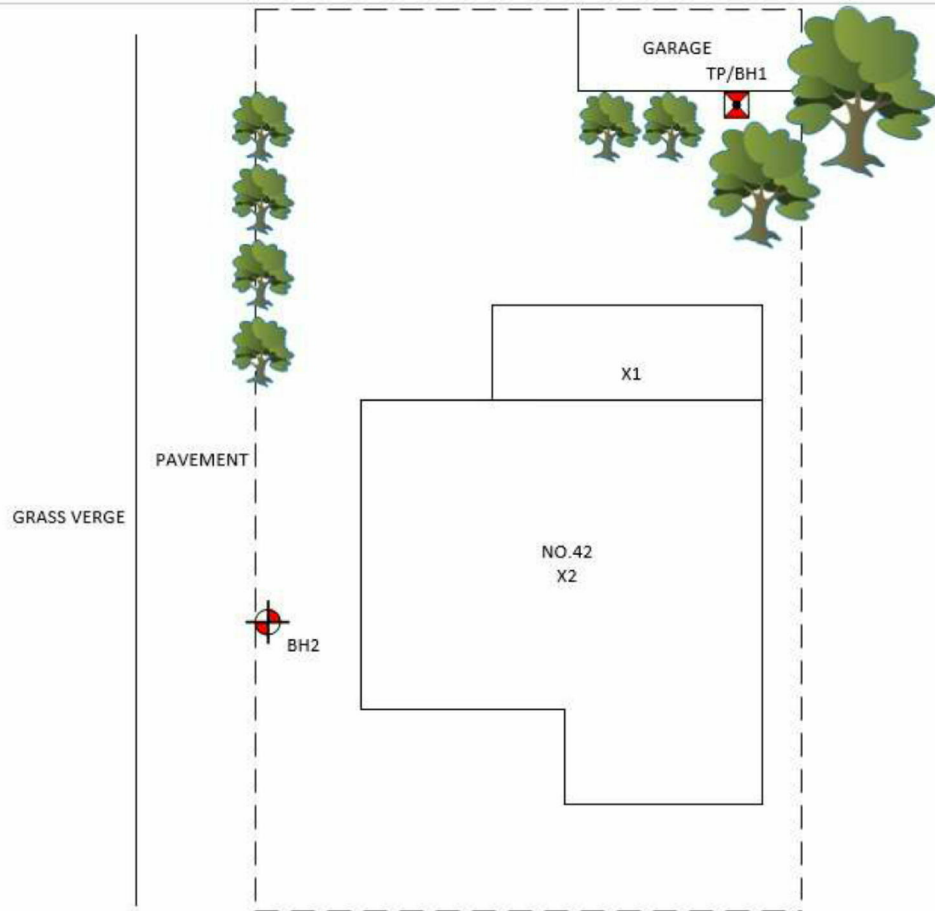 GARAGE
TP/BH1
X1
PAVEMENT
GRASS VERGE
NO.42
X2
BH2